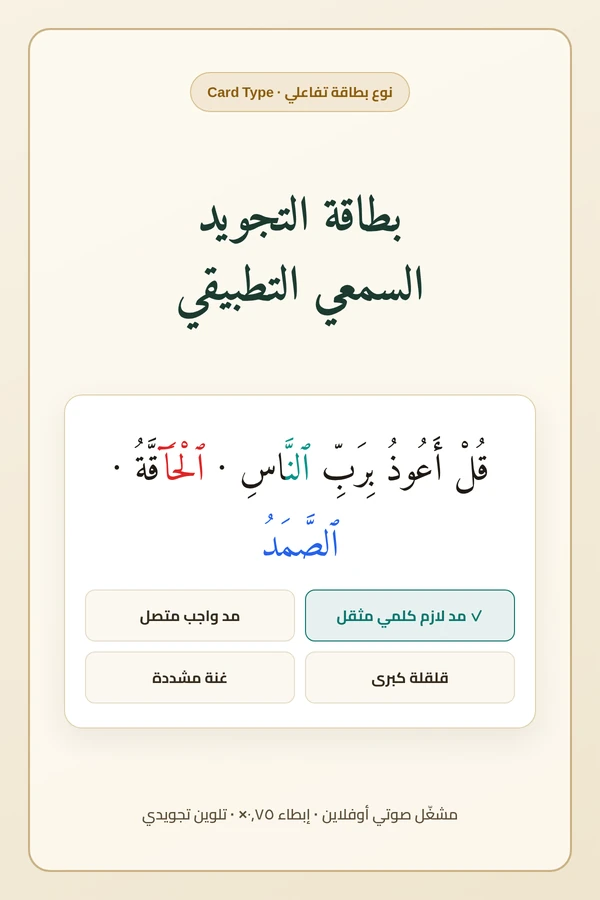 نوع بطاقة تفاعلي · Card Type
بطاقة التجويد
السمعي التطبيقي
قُلْ أَعُوذُ بِرَبِّ ٱلنَّاسِ · ٱلْحَآقَّةُ ·
ٱلصَّمَدُ
✓ مد لازم كلمي مثقل
مد واجب متصل
قلقلة كبرى
غنة مشددة
مشغّل صوتي أوفلاين · إبطاء ٠٫٧٥× · تلوين تجويدي